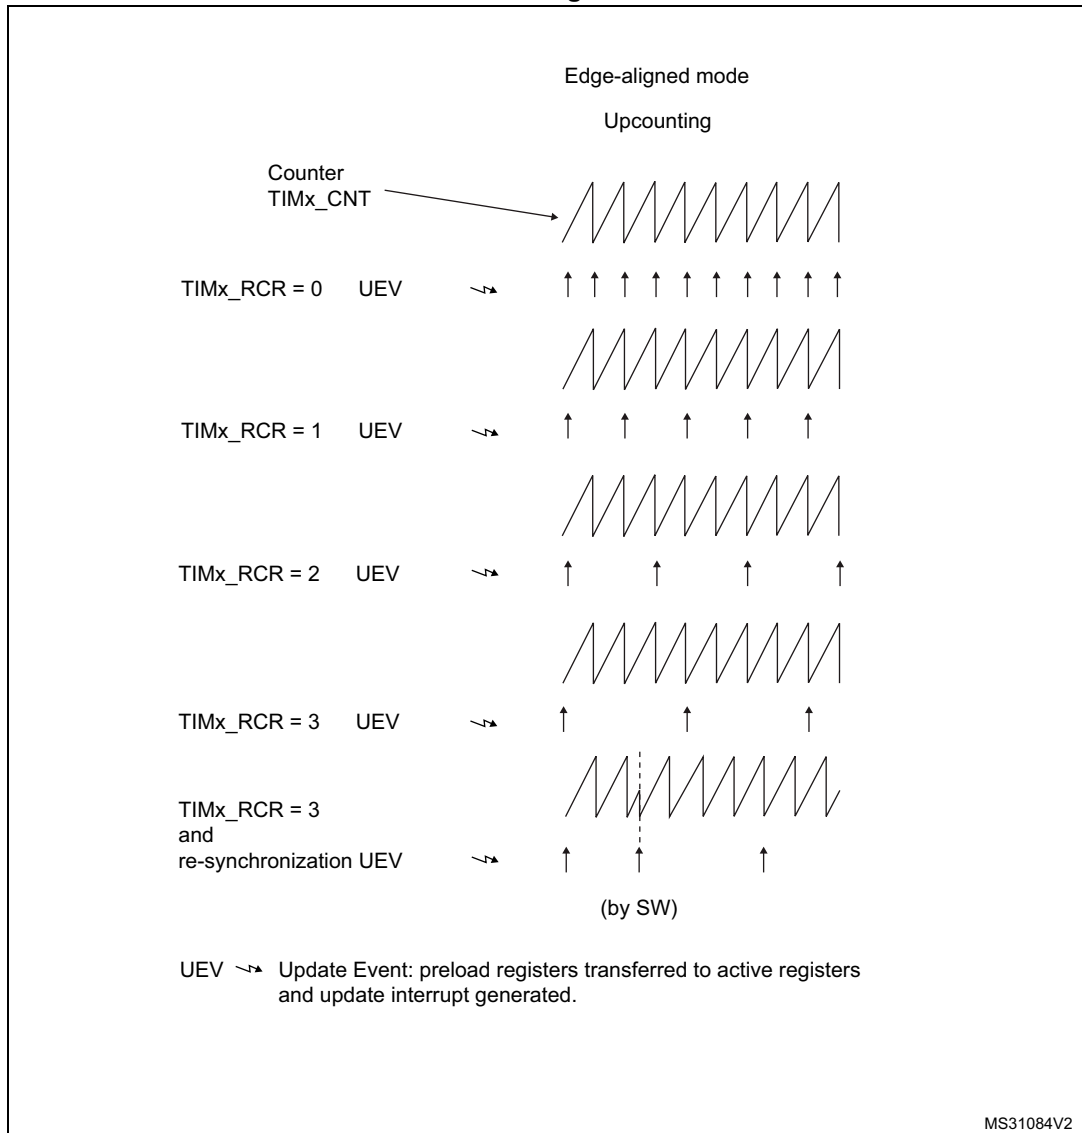 Edge-aligned mode
Upcounting
Counter
TIMx_CNT
TIMx_RCR = 0 UEV
TIMx_RCR = 1 UEV
TIMx_RCR = 2 UEV
TIMx_RCR = 3 UEV
TIMx_RCR = 3
and
re-synchronization UEV
(by SW)
UEV Update Event: preload registers transferred to active registers
and update interrupt generated.
MS31084V2